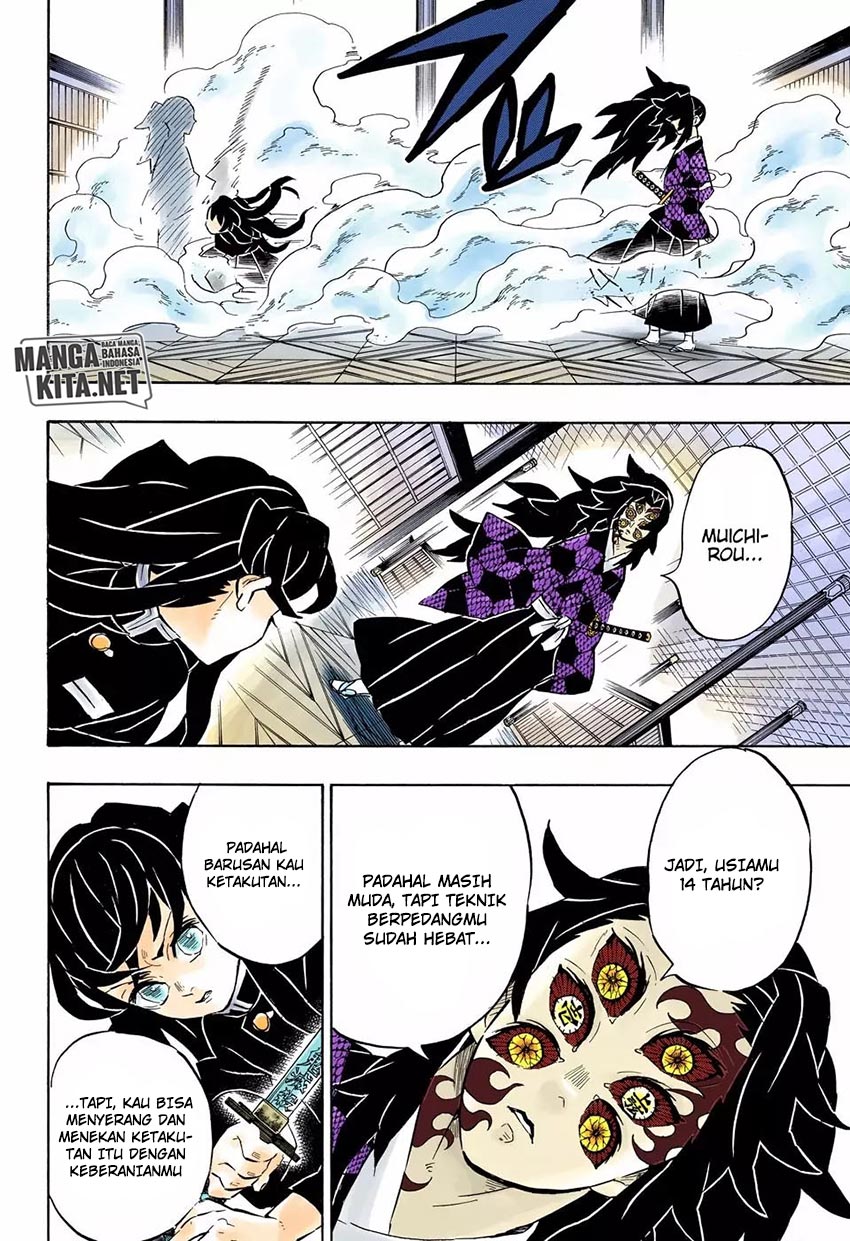 MANGA
KITA.NET
BACA MANGA
BAHASA
INDONESIA
MUICHI-
ROU...
JADI, USIAMU
14 TAHUN?
PADAHAL MASIH
MUDA, TAPI TEKNIK
BERPEDANGMU
SUDAH HEBAT...
PADAHAL
BARUSAN KAU
KETAKUTAN...
...TAPI, KAU BISA
MENYERANG DAN
MENEKAN KETAKU-
TAN ITU DENGAN
KEBERANIANMU